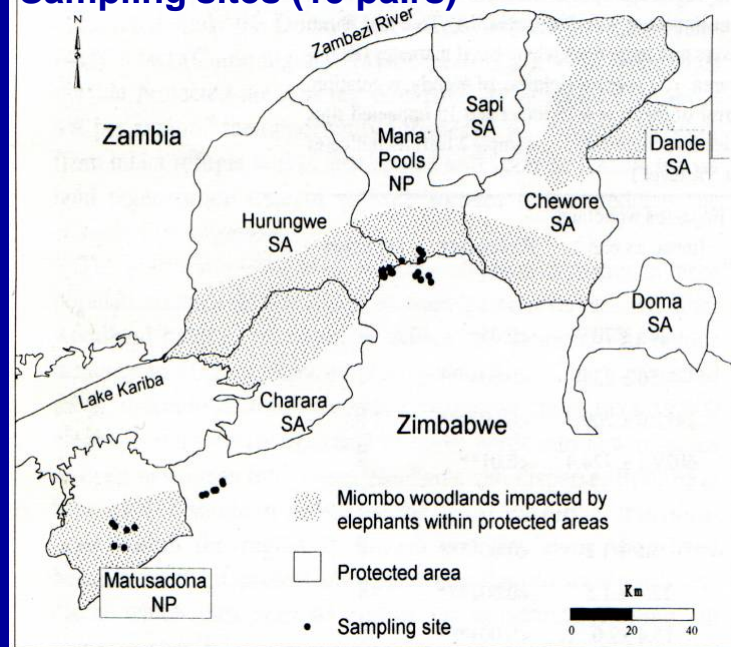 Sampling sites (10 pairs)
N
Zambezi River
Zambia
Mana
Pools
NP
Sapi
SA
Dande
SA
Hurungwe
SA
Chewore
SA
Doma
SA
Lake Kariba
Charara
SA
Zimbabwe
Miombo woodlands impacted by
elephants within protected areas
Matusadona
NP
Protected area
Km
Sampling site
0 20 40